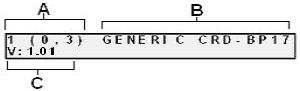 A B
1 (0,3) GENERIC CRD-BP17
V: 1.01
C